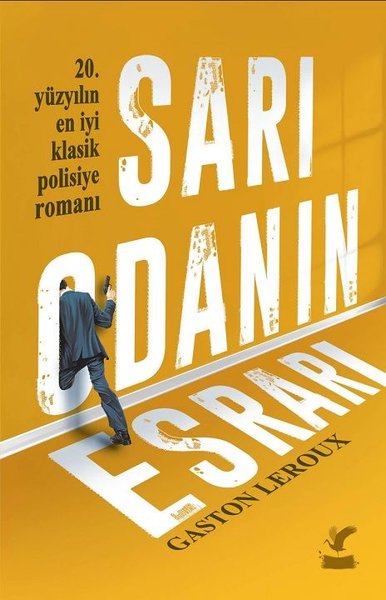 20.
yüzyılın
en iyi
klasik
polisiye
romanı
SARI
ODANIN
ESRARI
GASTON LEROUX